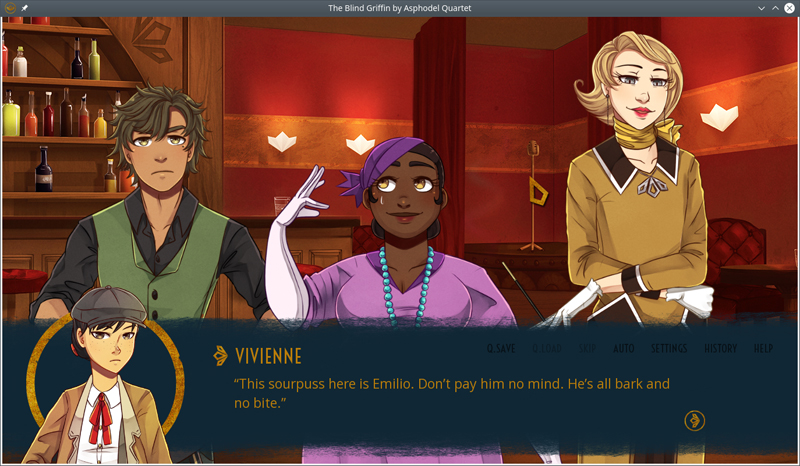 The Blind Griffin by Asphodel Quartet
VIVIENNE
Q.SAVE Q.LOAD SKIP AUTO SETTINGS HISTORY HELP
“This sourpuss here is Emilio. Don’t pay him no mind. He’s all bark and
no bite.”